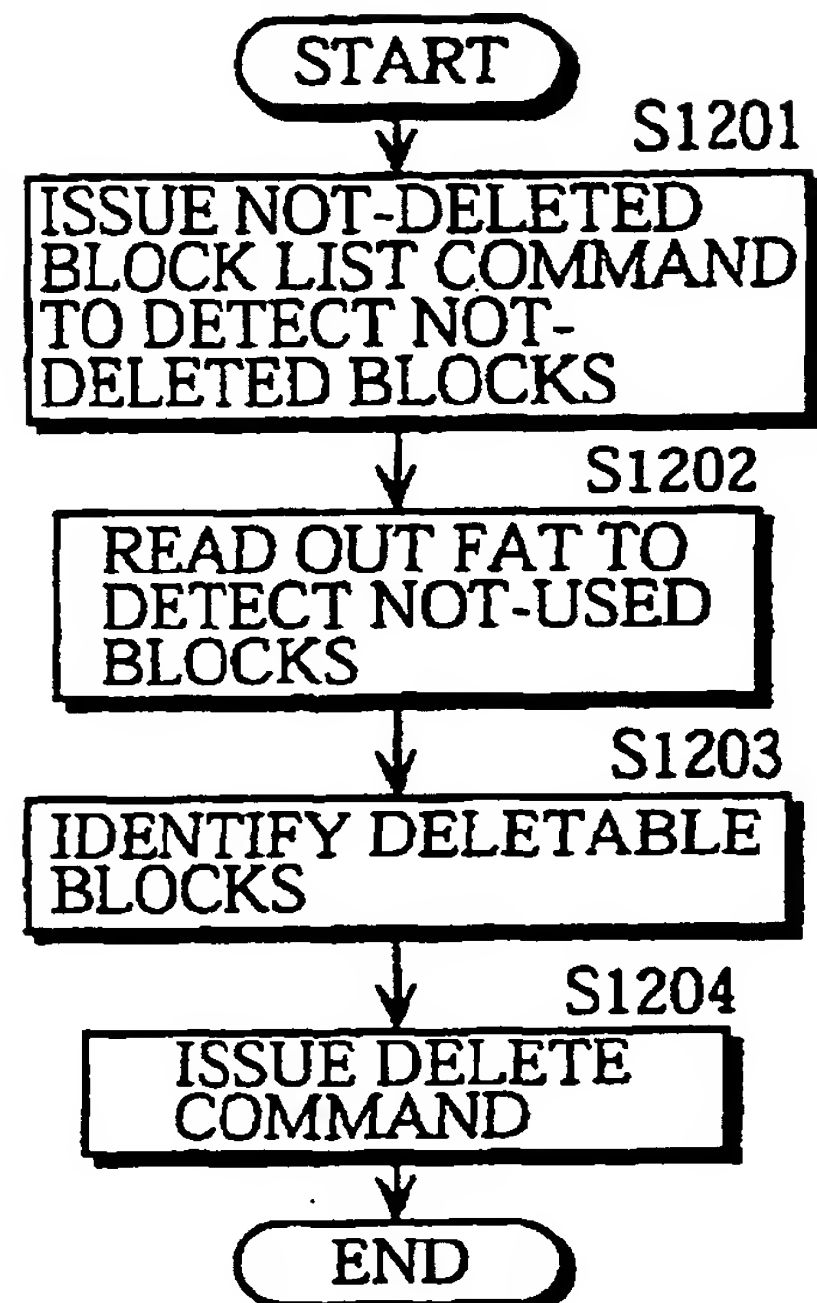 START
S1201
ISSUE NOT-DELETED
BLOCK LIST COMMAND
TO DETECT NOT-
DELETED BLOCKS
S1202
READ OUT FAT TO
DETECT NOT-USED
BLOCKS
S1203
IDENTIFY DELETABLE
BLOCKS
S1204
ISSUE DELETE
COMMAND
END